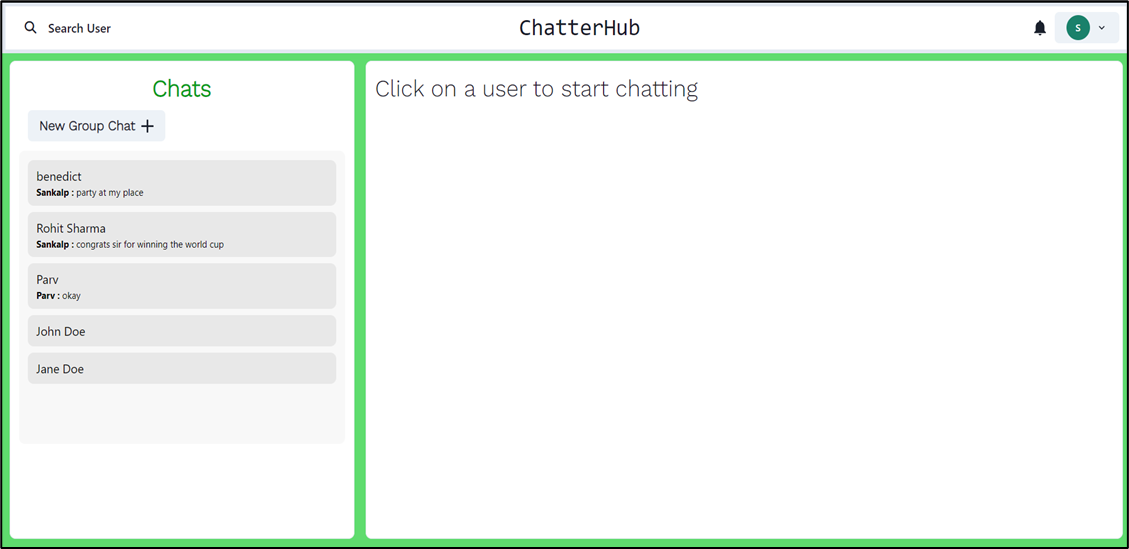 Search User
ChatterHub
S
Chats
New Group Chat
benedict
Sankalp : party at my place
Rohit Sharma
Sankalp : congrats sir for winning the world cup
Parv
Parv : okay
John Doe
Jane Doe
Click on a user to start chatting